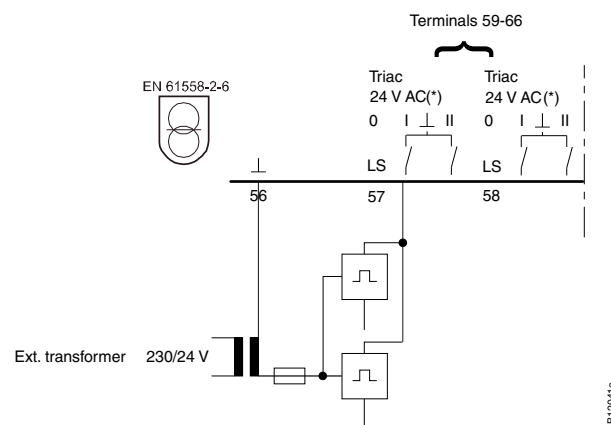 Terminals 59-66
EN 61558-2-6
Triac Triac
24 V AC(*) 24 V AC(*)
0 I II 0 I II
LS LS
56 57 58
Ext. transformer 230/24 V